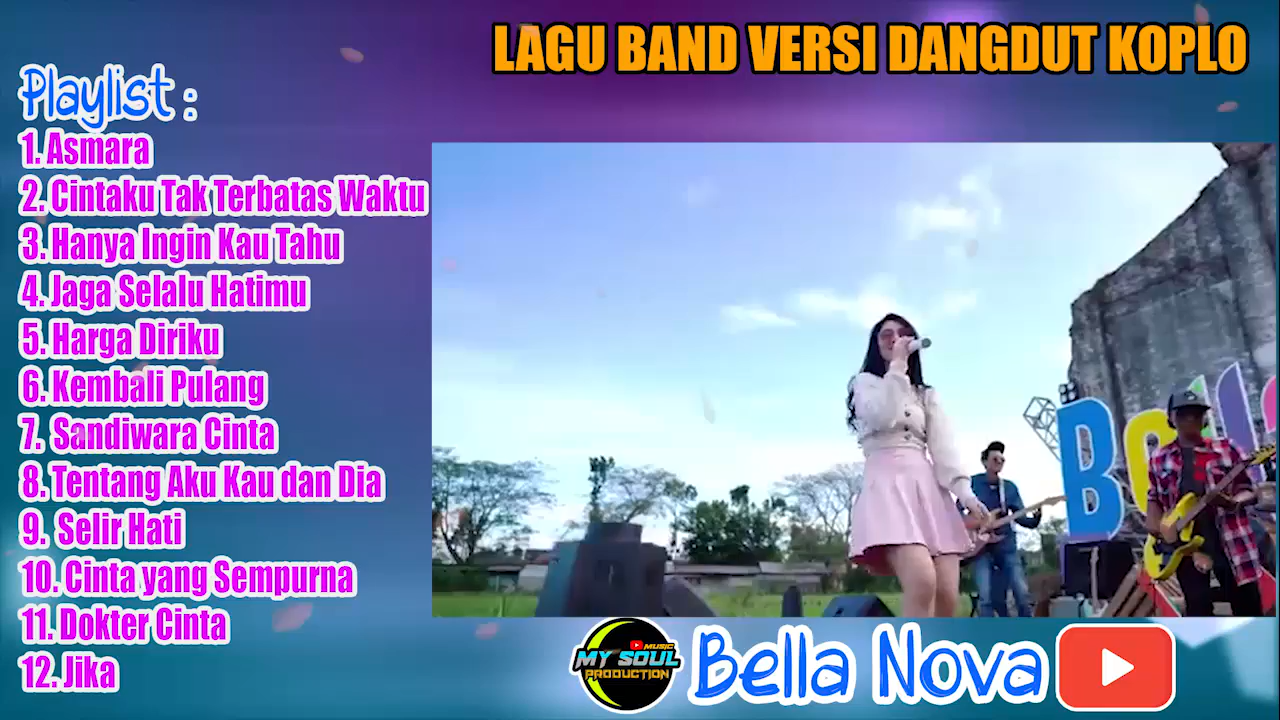 LAGU BAND VERSI DANGDUT KOPLO
Playlist :
1. Asmara
2. Cintaku Tak Terbatas Waktu
3. Hanya Ingin Kau Tahu
4. Jaga Selalu Hatimu
5. Harga Diriku
6. Kembali Pulang
7. Sandiwara Cinta
8. Tentang Aku Kau dan Dia
9. Selir Hati
10. Cinta yang Sempurna
11. Dokter Cinta
12. Jika
MUSIC
MY SOUL
PRODUCTION
Bella Nova